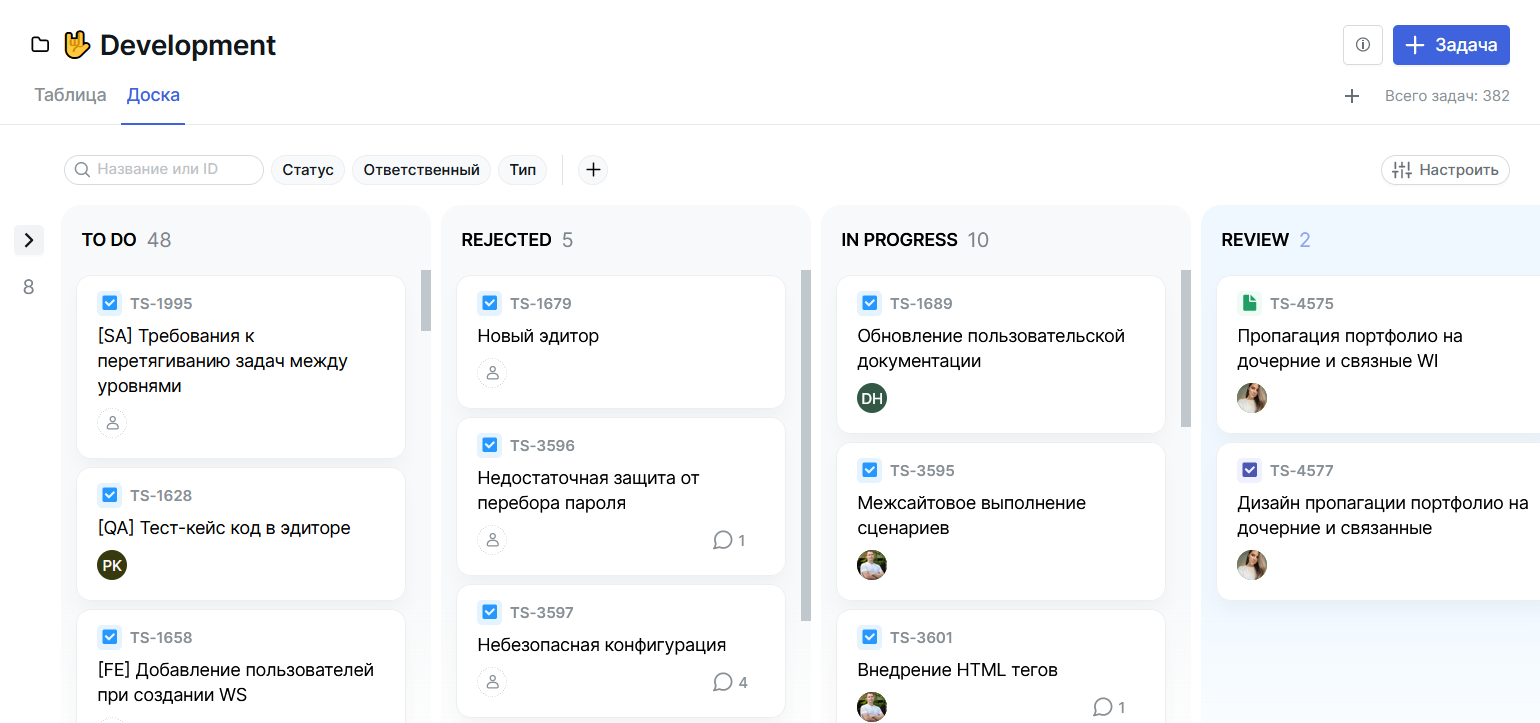 Development
Задача
Таблица
Доска
Всего задач: 382
Название или ID
Статус
Ответственный
Тип
Настроить
8
TO DO 48
TS-1995
[SA] Требования к
перетягиванию задач между
уровнями
TS-1628
[QA] Тест-кейс код в эдиторе
PK
TS-1658
[FE] Добавление пользователей
при создании WS
REJECTED 5
TS-1679
Новый эдитор
TS-3596
Недостаточная защита от
перебора пароля
1
TS-3597
Небезопасная конфигурация
4
IN PROGRESS 10
TS-1689
Обновление пользовательской
документации
DH
TS-3595
Межсайтовое выполнение
сценариев
TS-3601
Внедрение HTML тегов
1
REVIEW 2
TS-4575
Пропагация портфолио на
дочерние и связные WI
TS-4577
Дизайн пропагации портфолио на
дочерние и связанные